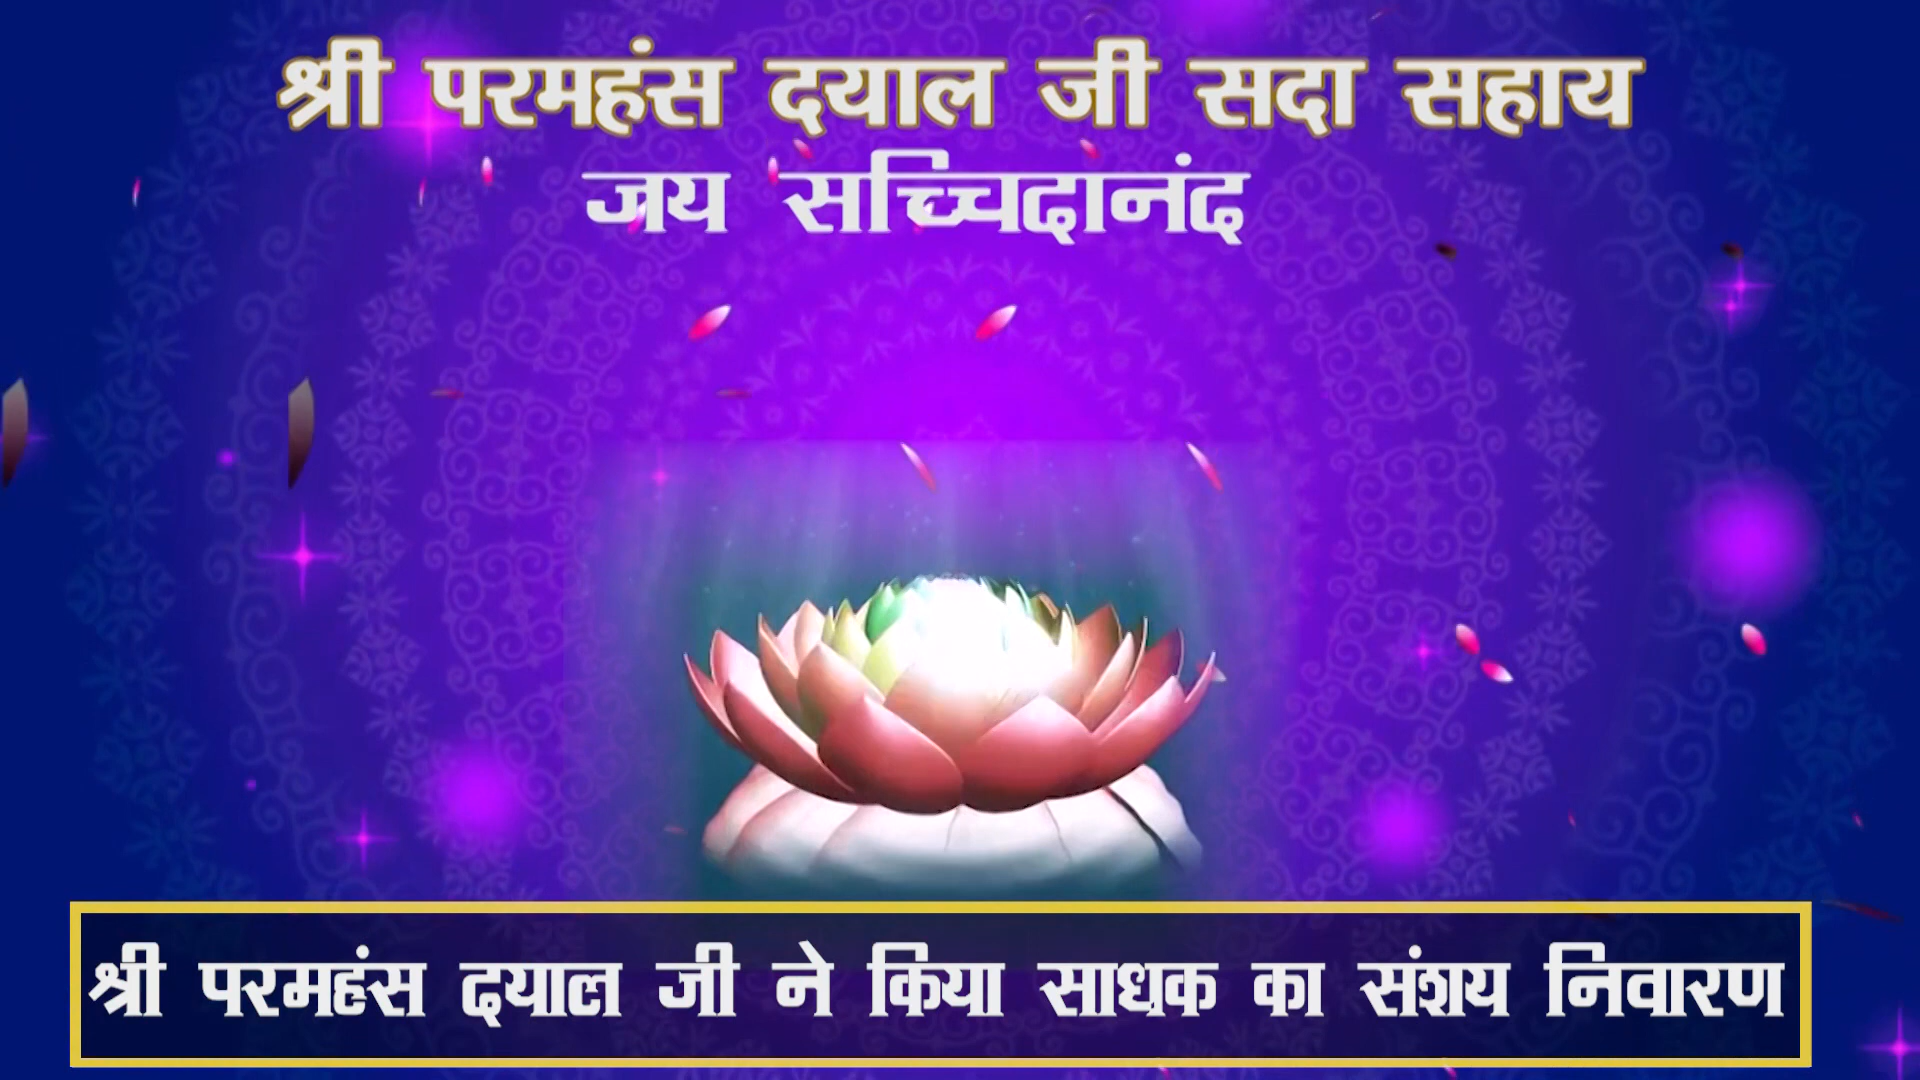 श्री परमहंस दयाल जी सदा सहाय
जय सच्चिदानंद
श्री परमहंस दयाल जी ने किया साधक का संशय निवारण